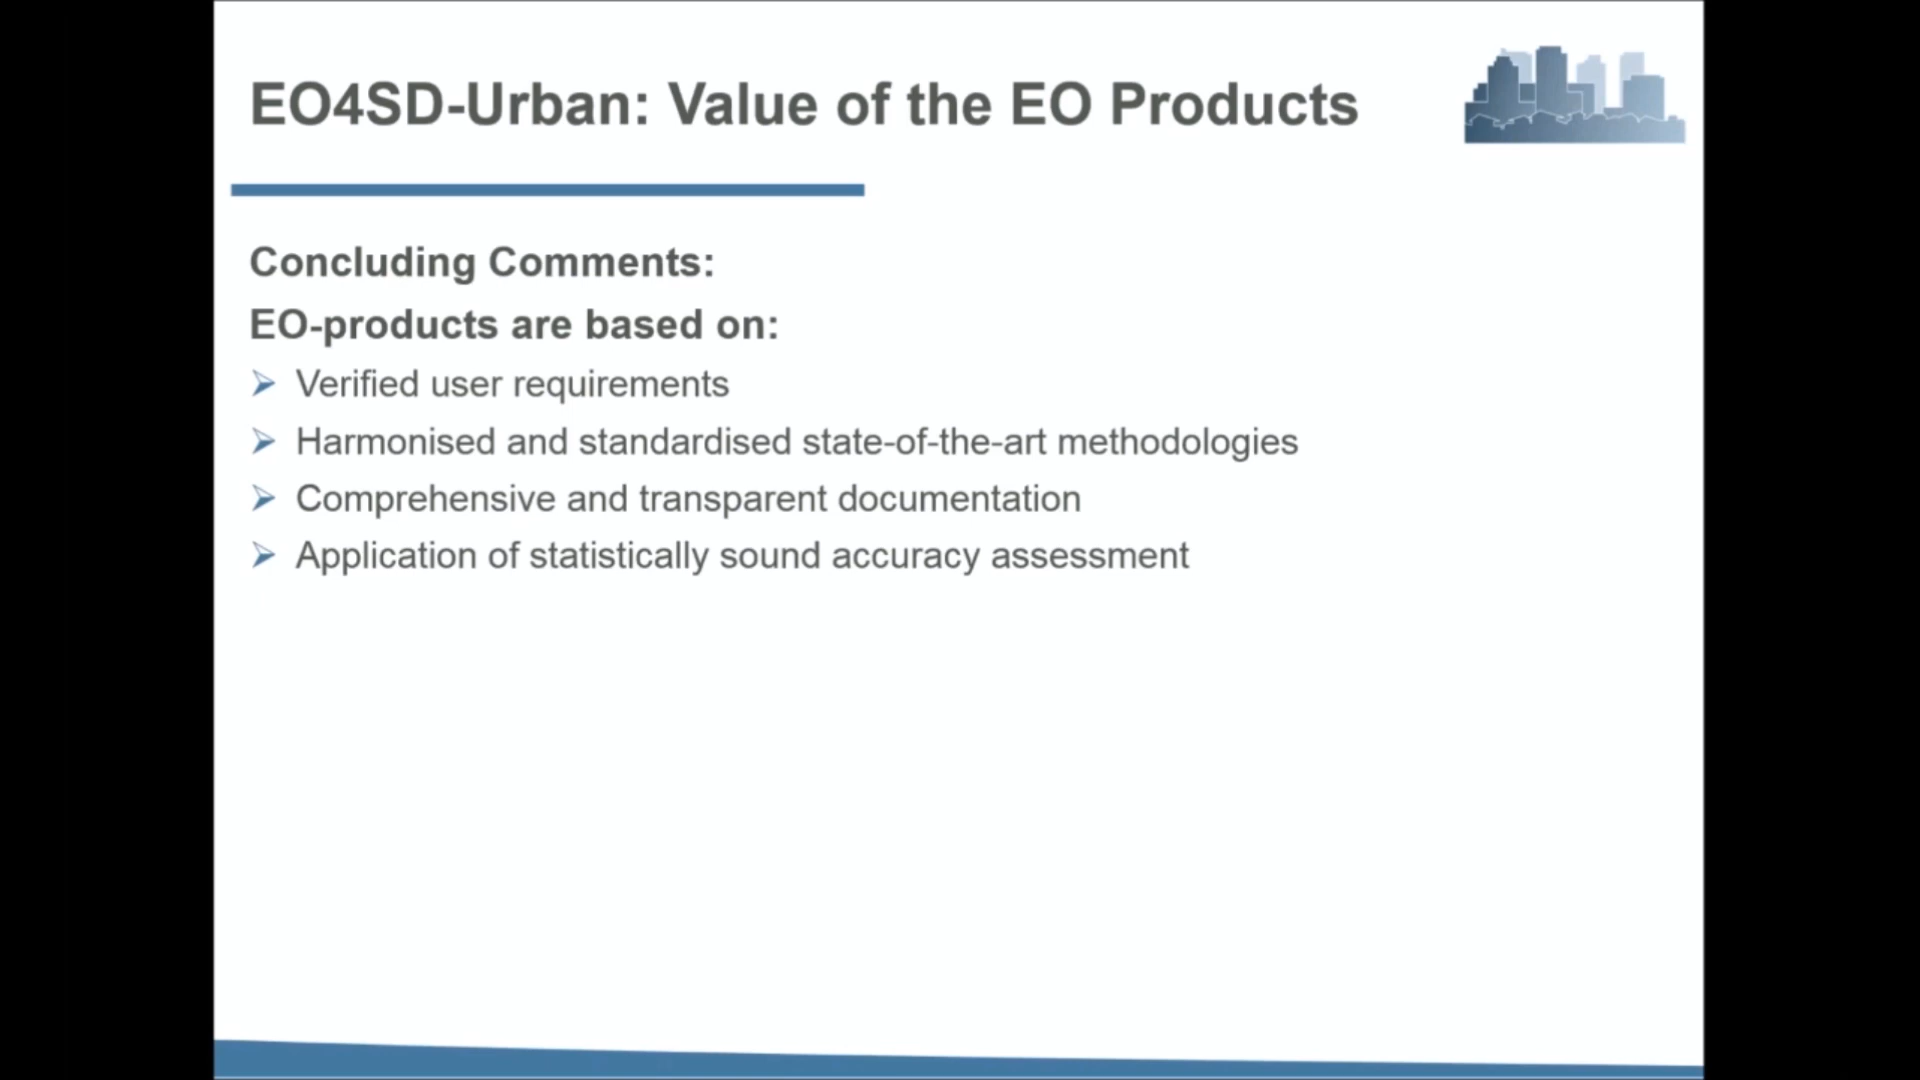 EO4SD-Urban: Value of the EO Products
Concluding Comments:
EO-products are based on:
Verified user requirements
Harmonised and standardised state-of-the-art methodologies
Comprehensive and transparent documentation
Application of statistically sound accuracy assessment